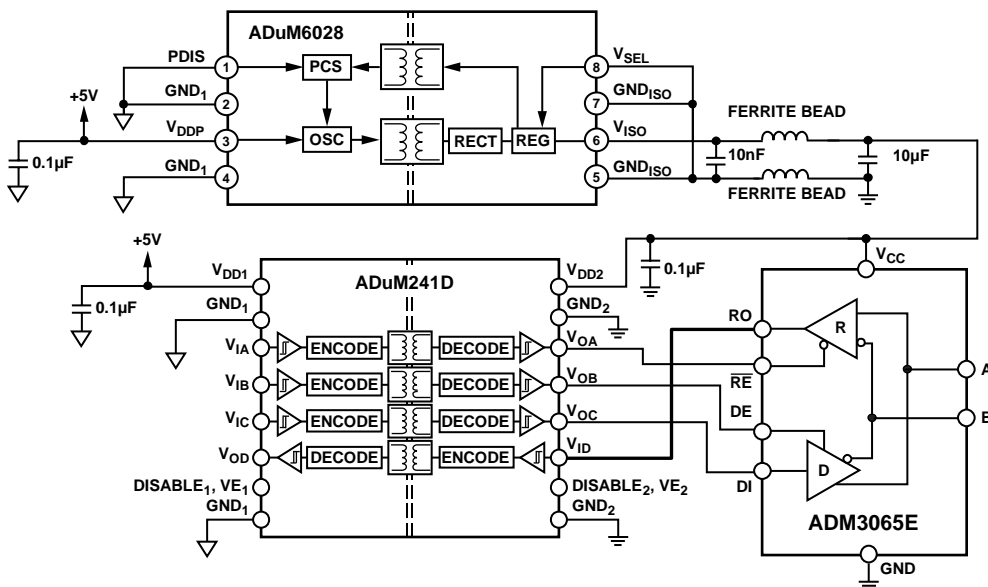 ADuM6028
PDIS
1
PCS
8
VSEL
+5V
GND1
2
7
GNDISO
FERRITE BEAD
VDDP
3
OSC
RECT
REG
6
VISO
0.1µF
10nF
10µF
GND1
4
5
GNDISO
FERRITE BEAD
+5V
VDD1
ADuM241D
VDD2
VCC
0.1µF
0.1µF
GND1
GND2
RO
R
VIA
ENCODE
DECODE
VOA
RE
A
VIB
ENCODE
DECODE
VOB
DE
VIC
ENCODE
DECODE
VOC
VOD
DECODE
ENCODE
VID
D
DI
DISABLE1, VE1
DISABLE2, VE2
GND1
GND2
ADM3065E
GND